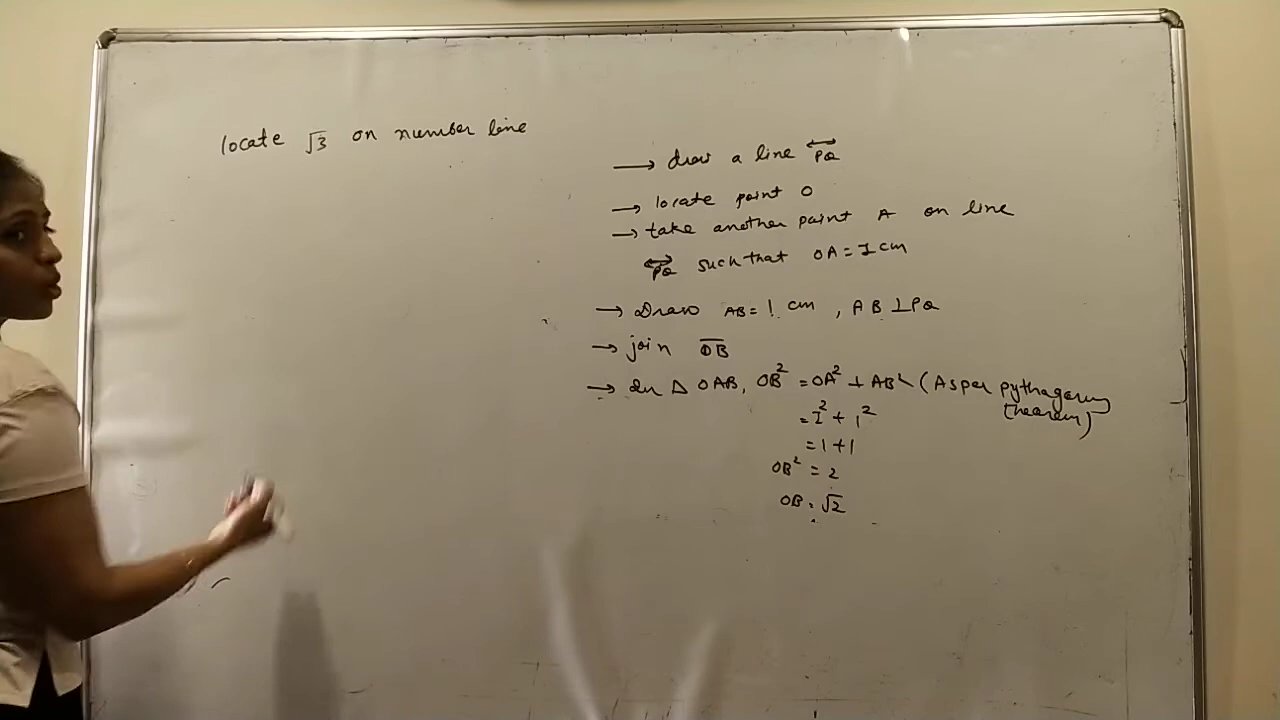 locate √3 on number line
→ draw a line PQ
→ locate point O
→ take another point A on line
PQ such that OA = 1 cm
→ Draw AB = 1 cm , AB ⊥ PQ
→ join OB
→ In △ OAB, OB² = OA² + AB² (As per pythagorus
theorem)
= 1² + 1²
= 1 + 1
OB² = 2
OB = √2